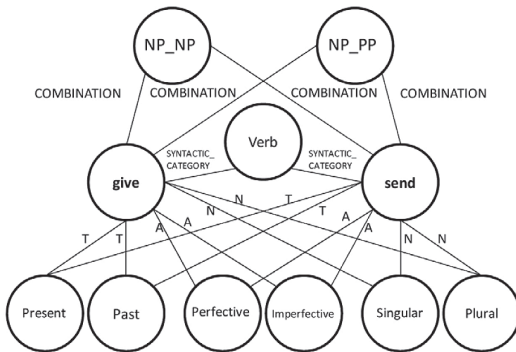 NP_NP NP_PP
COMBINATION COMBINATION COMBINATION COMBINATION
Verb
SYNTACTIC_
CATEGORY
SYNTACTIC_
CATEGORY
give send
T T A A N N T T A A N N
Present Past Perfective Imperfective Singular Plural